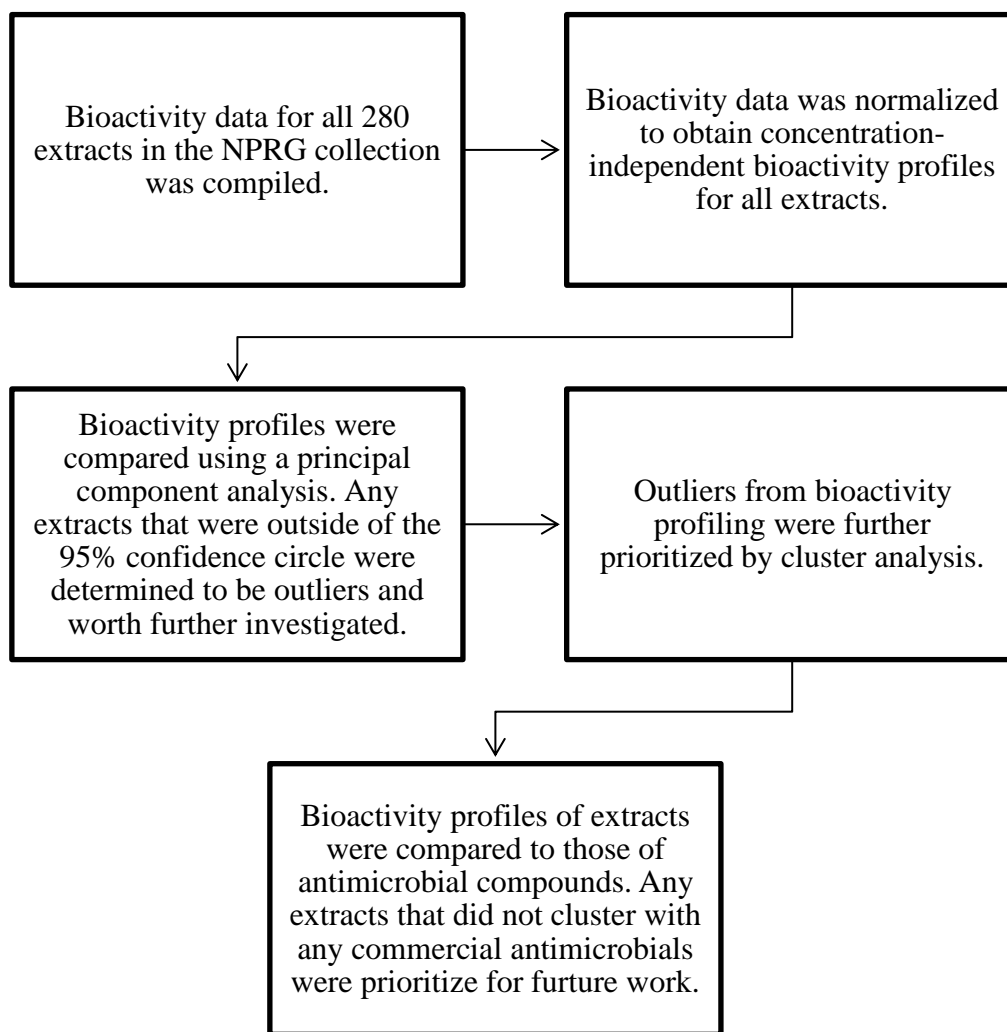 Bioactivity data for all 280
extracts in the NPRG collection
was compiled.
Bioactivity data was normalized
to obtain concentration-
independent bioactivity profiles
for all extracts.
Bioactivity profiles were
compared using a principal
component analysis. Any
extracts that were outside of the
95% confidence circle were
determined to be outliers and
worth further investigated.
Outliers from bioactivity
profiling were further
prioritized by cluster analysis.
Bioactivity profiles of extracts
were compared to those of
antimicrobial compounds. Any
extracts that did not cluster with
any commercial antimicrobials
were prioritize for furture work.